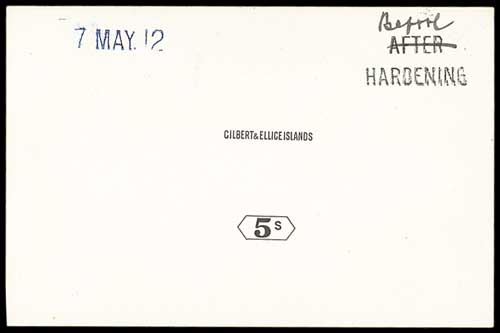 7 MAY. 12
Before
AFTER
HARDENING
GILBERT & ELLICE ISLANDS
5s